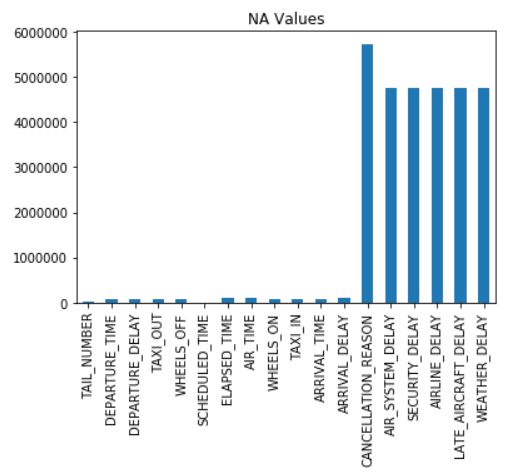 NA Values
6000000
5000000
4000000
3000000
2000000
1000000
0
TAIL_NUMBER
DEPARTURE_TIME
DEPARTURE_DELAY
TAXI_OUT
WHEELS_OFF
SCHEDULED_TIME
ELAPSED_TIME
AIR_TIME
WHEELS_ON
TAXI_IN
ARRIVAL_TIME
ARRIVAL_DELAY
CANCELLATION_REASON
AIR_SYSTEM_DELAY
SECURITY_DELAY
AIRLINE_DELAY
LATE_AIRCRAFT_DELAY
WEATHER_DELAY